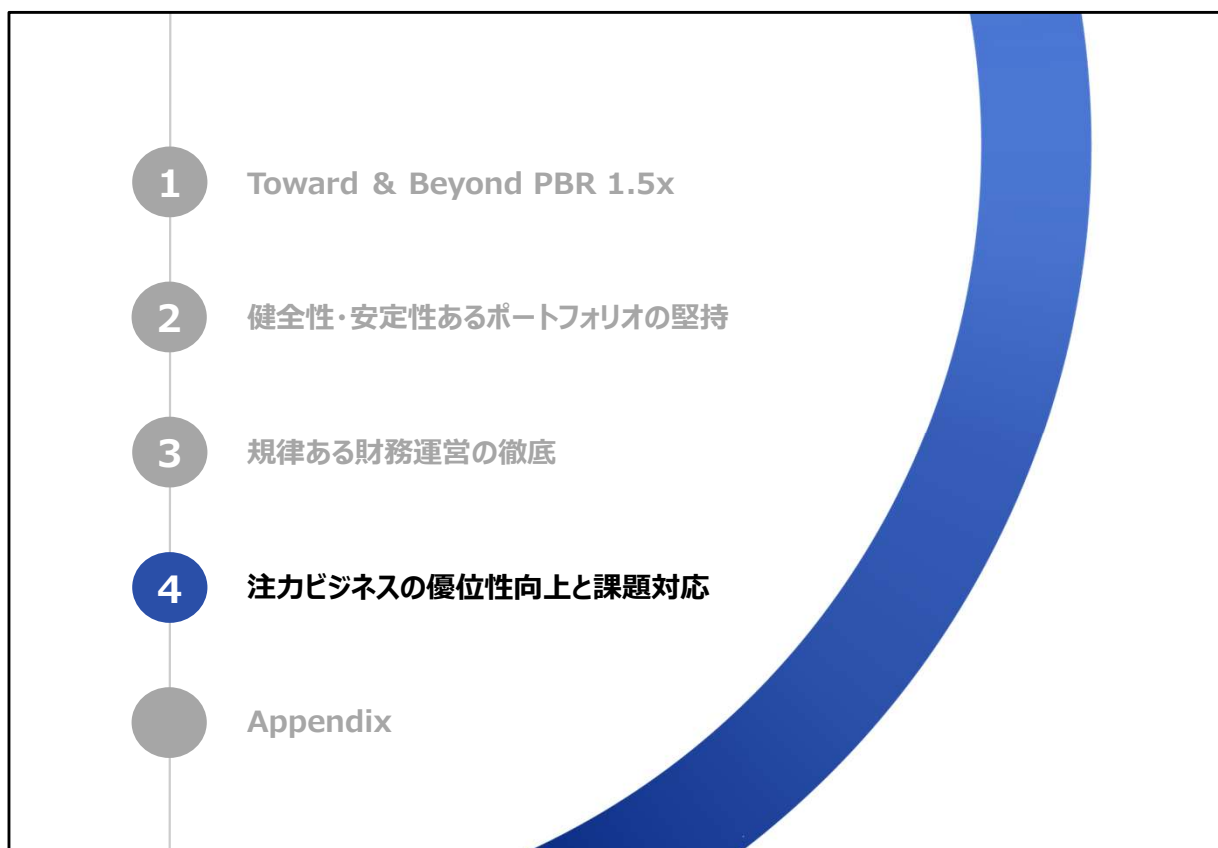 1 Toward & Beyond PBR 1.5x
2 健全性・安定性あるポートフォリオの堅持
3 規律ある財務運営の徹底
4 注力ビジネスの優位性向上と課題対応
Appendix